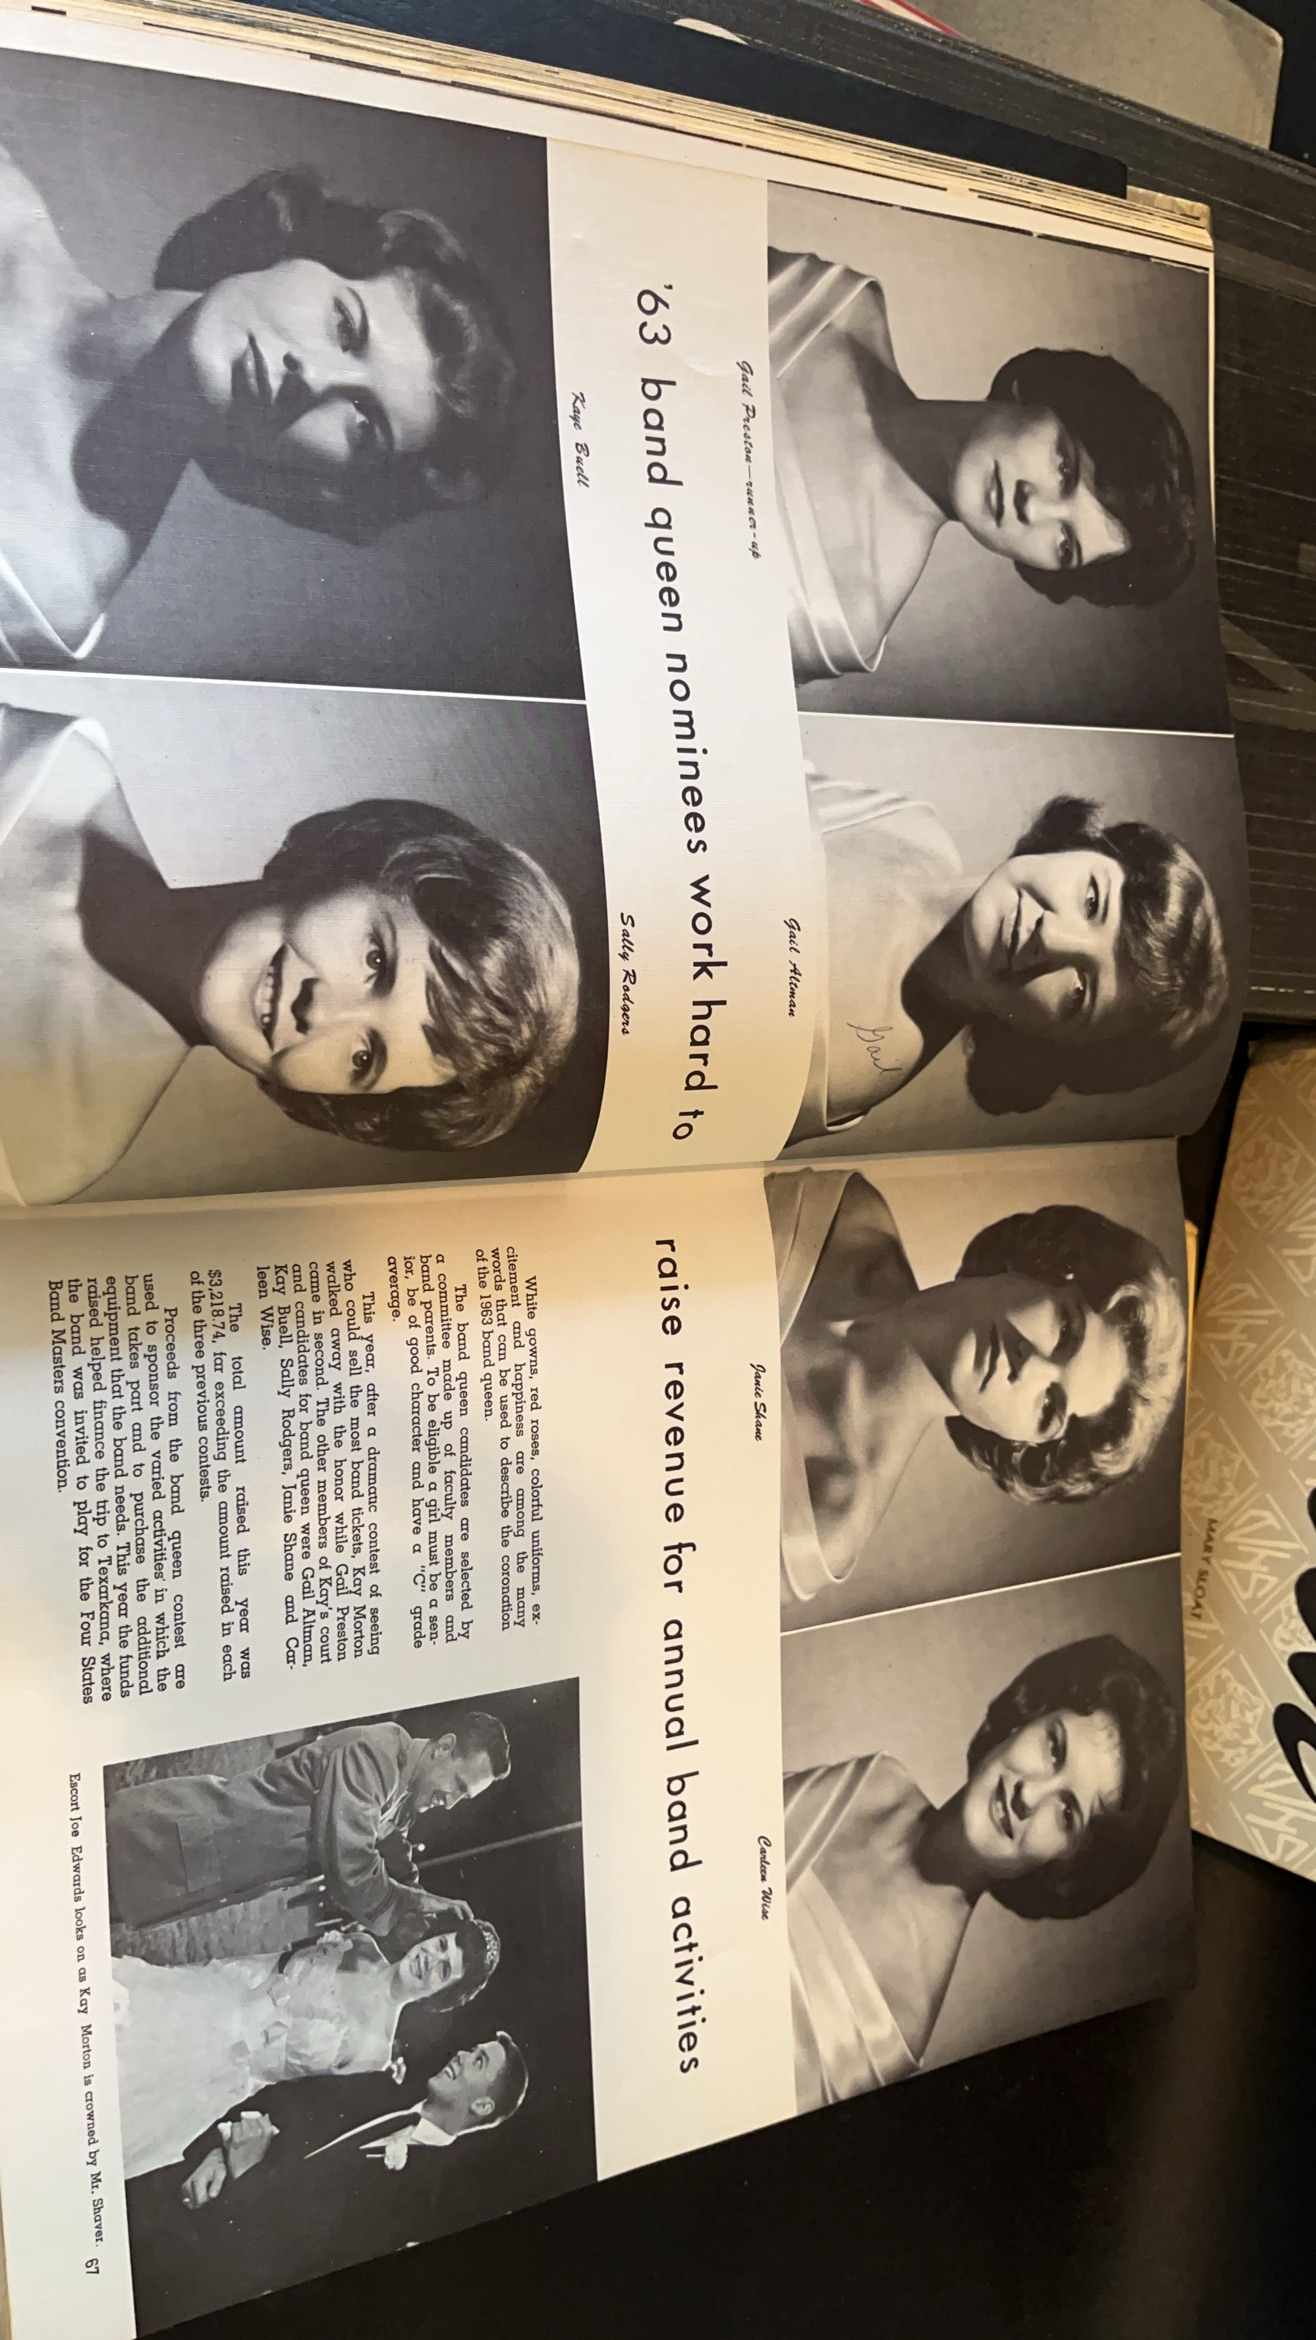 Gail Preston—runner-up
Gail Altman
Gail
'63 band queen nominees work hard to
Kaye Buell
Sally Rodgers
Janie Shane
Carleen Wise
raise revenue for annual band activities
White gowns, red roses, colorful uniforms, ex-
citement and happiness are among the many
words that can be used to describe the coronation
of the 1963 band queen.
The band queen candidates are selected by
a committee made up of faculty members and
band parents. To be eligible a girl must be a sen-
ior, be of good character and have a "C" grade
average.
This year, after a dramatic contest of seeing
who could sell the most band tickets, Kay Morton
walked away with the honor while Gail Preston
came in second. The other members of Kay's court
and candidates for band queen were Gail Altman,
Kay Buell, Sally Rodgers, Janie Shane and Car-
leen Wise.
The total amount raised this year was
$3,218.74, far exceeding the amount raised in each
of the three previous contests.
Proceeds from the band queen contest are
used to sponsor the varied activities in which the
band takes part and to purchase the additional
equipment that the band needs. This year the funds
raised helped finance the trip to Texarkana, where
the band was invited to play for the Four States
Band Masters convention.
Escort Joe Edwards looks on as Kay Morton is crowned by Mr. Shaver. 67
MARY SLOAT